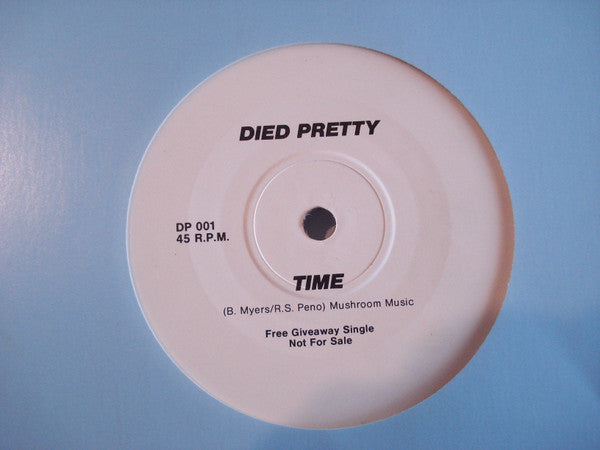 DIED PRETTY
DP 001
45 R.P.M.
TIME
(B. Myers/R.S. Peno) Mushroom Music
Free Giveaway Single
Not For Sale